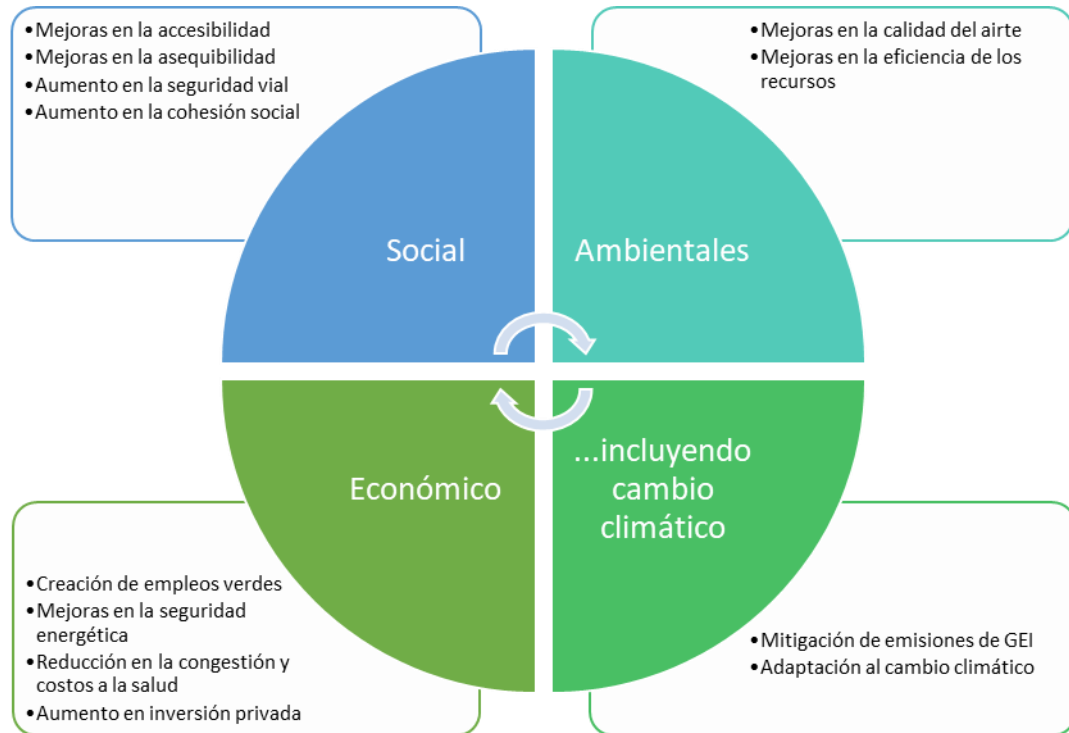 •Mejoras en la accesibilidad
•Mejoras en la asequibilidad
•Aumento en la seguridad vial
•Aumento en la cohesión social
•Mejoras en la calidad del airte
•Mejoras en la eficiencia de los
recursos
Social
Ambientales
Económico
...incluyendo
cambio
climático
•Creación de empleos verdes
•Mejoras en la seguridad
energética
•Reducción en la congestión y
costos a la salud
•Aumento en inversión privada
•Mitigación de emisiones de GEI
•Adaptación al cambio climático